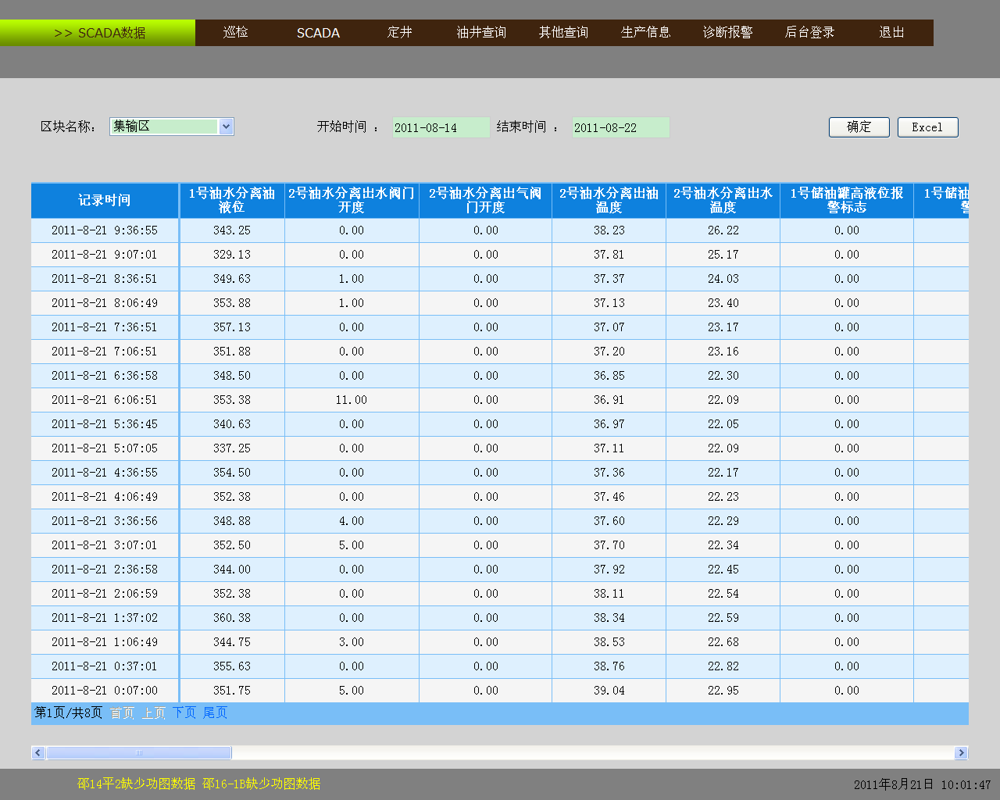 >> SCADA数据 巡检 SCADA 定井 油井查询 其他查询 生产信息 诊断报警 后台登录 退出
区块名称： 集输区 开始时间 ： 2011-08-14 结束时间 ： 2011-08-22 确定 Excel
记录时间 1号油水分离油液位 2号油水分离出水阀门开度 2号油水分离出气阀门开度 2号油水分离出油温度 2号油水分离出水温度 1号储油罐高液位报警标志 1号储油
2011-8-21 9:36:55 343.25 0.00 0.00 38.23 26.22 0.00
2011-8-21 9:07:01 329.13 0.00 0.00 37.81 25.17 0.00
2011-8-21 8:36:51 349.63 1.00 0.00 37.37 24.03 0.00
2011-8-21 8:06:49 353.88 1.00 0.00 37.13 23.40 0.00
2011-8-21 7:36:51 357.13 0.00 0.00 37.07 23.17 0.00
2011-8-21 7:06:51 351.88 0.00 0.00 37.20 23.16 0.00
2011-8-21 6:36:58 348.50 0.00 0.00 36.85 22.30 0.00
2011-8-21 6:06:51 353.38 11.00 0.00 36.91 22.09 0.00
2011-8-21 5:36:45 340.63 0.00 0.00 36.97 22.05 0.00
2011-8-21 5:07:05 337.25 0.00 0.00 37.11 22.09 0.00
2011-8-21 4:36:55 354.50 0.00 0.00 37.36 22.17 0.00
2011-8-21 4:06:49 352.38 0.00 0.00 37.46 22.23 0.00
2011-8-21 3:36:56 348.88 4.00 0.00 37.60 22.29 0.00
2011-8-21 3:07:01 352.50 5.00 0.00 37.70 22.34 0.00
2011-8-21 2:36:58 344.00 0.00 0.00 37.92 22.45 0.00
2011-8-21 2:06:59 352.38 0.00 0.00 38.11 22.54 0.00
2011-8-21 1:37:02 360.38 0.00 0.00 38.34 22.59 0.00
2011-8-21 1:06:49 344.75 3.00 0.00 38.53 22.68 0.00
2011-8-21 0:37:01 355.63 0.00 0.00 38.76 22.82 0.00
2011-8-21 0:07:00 351.75 5.00 0.00 39.04 22.95 0.00
第1页/共8页 首页 上页 下页 尾页
邵14平2缺少功图数据 邵16-1B缺少功图数据 2011年8月21日 10:01:47